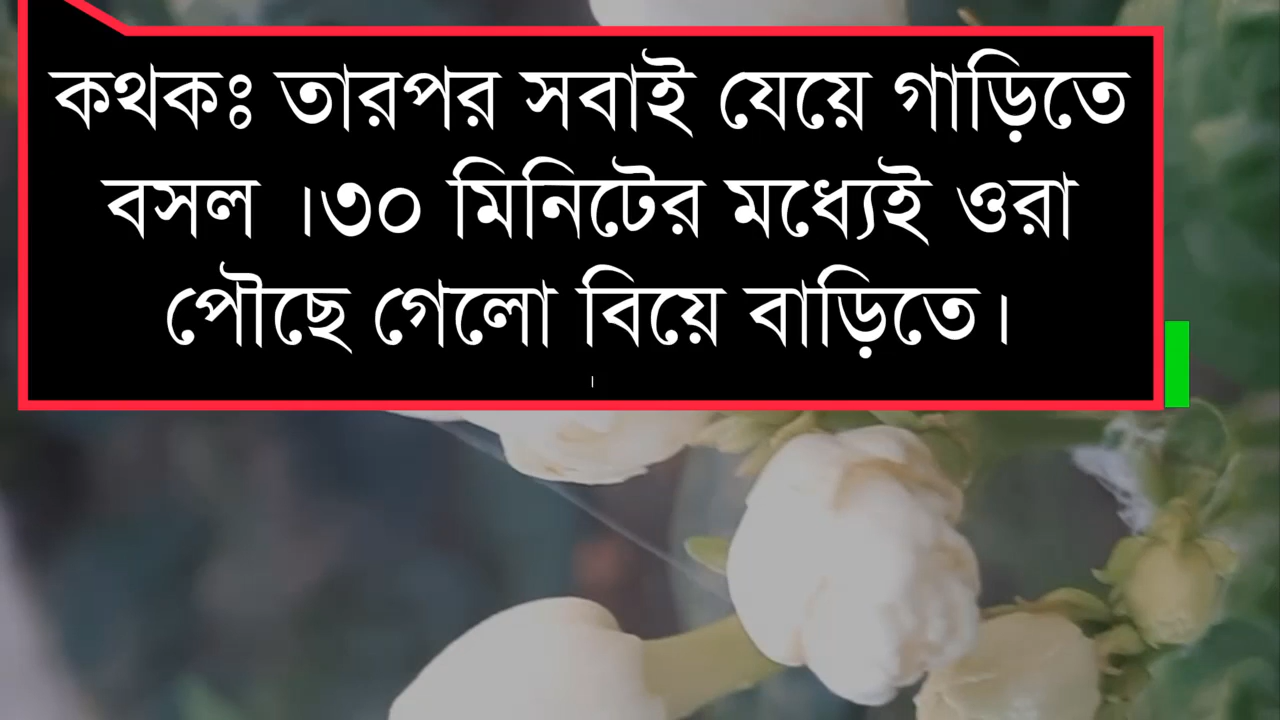 কথকঃ তারপর সবাই যেয়ে গাড়িতে
বসল ।৩০ মিনিটের মধ্যেই ওরা
পৌছে গেলো বিয়ে বাড়িতে।